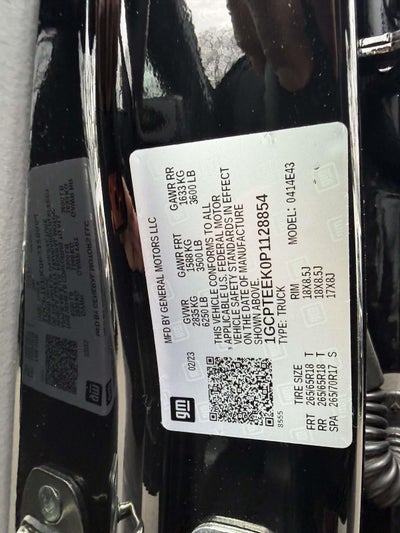 gm
MFD BY GENERAL MOTORS LLC
02/23 GVWR GAWR FRT GAWR RR
2835 KG 1588 KG 1633 KG
6250 LB 3500 LB 3600 LB
THIS VEHICLE CONFORMS TO ALL
APPLICABLE U.S. FEDERAL MOTOR
VEHICLE SAFETY STANDARDS IN EFFECT
ON THE DATE OF MANUFACTURE
SHOWN ABOVE.
1GCPTEEK0P1128854
8555 TYPE: TRUCK MODEL: 0414E43
TIRE SIZE RIM
FRT 265/65R18 T 18X8.5J
RR 265/65R18 T 18X8.5J
SPA 265/70R17 S 17X8J